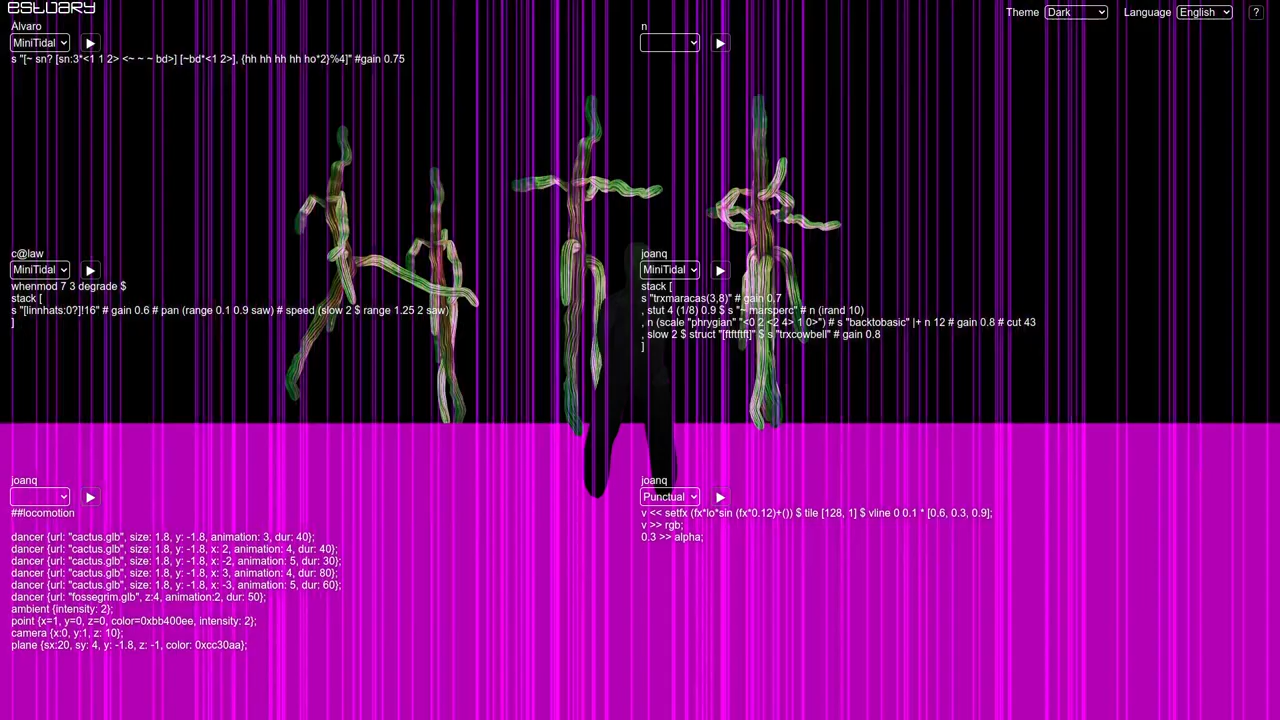 estuary
Theme Dark Language English ?
Alvaro
MiniTidal
s "[~ sn? [sn:3*<1 1 2> <~ ~ ~ bd>] [~bd*<1 2>], {hh hh hh hh ho*2}%4]" #gain 0.75
n
c@law
MiniTidal
whenmod 7 3 degrade $
stack [
s "[linnhats:0?]!16" # gain 0.6 # pan (range 0.1 0.9 saw) # speed (slow 2 $ range 1.25 2 saw)
]
joanq
MiniTidal
stack [
s "trxmaracas(3,8)" # gain 0.7
, stut 4 (1/8) 0.9 $ s "~ marsperc" # n (irand 10)
, n (scale "phrygian" "<0 2 <2 4> 1 0>") # s "backtobasic" |+ n 12 # gain 0.8 # cut 43
, slow 2 $ struct "[ftftftft]" $ s "trxcowbell" # gain 0.8
]
joanq
##locomotion
dancer {url: "cactus.glb", size: 1.8, y: -1.8, animation: 3, dur: 40};
dancer {url: "cactus.glb", size: 1.8, y: -1.8, x: 2, animation: 4, dur: 40};
dancer {url: "cactus.glb", size: 1.8, y: -1.8, x: -2, animation: 5, dur: 30};
dancer {url: "cactus.glb", size: 1.8, y: -1.8, x: 3, animation: 4, dur: 80};
dancer {url: "cactus.glb", size: 1.8, y: -1.8, x: -3, animation: 5, dur: 60};
dancer {url: "fossegrim.glb", z:4, animation:2, dur: 50};
ambient {intensity: 2};
point {x=1, y=0, z=0, color=0xbb400ee, intensity: 2};
camera {x:0, y:1, z: 10};
plane {sx:20, sy: 4, y: -1.8, z: -1, color: 0xcc30aa};
joanq
Punctual
v << setfx (fx*lo*sin (fx*0.12)+()) $ tile [128, 1] $ vline 0 0.1 * [0.6, 0.3, 0.9];
v >> rgb;
0.3 >> alpha;